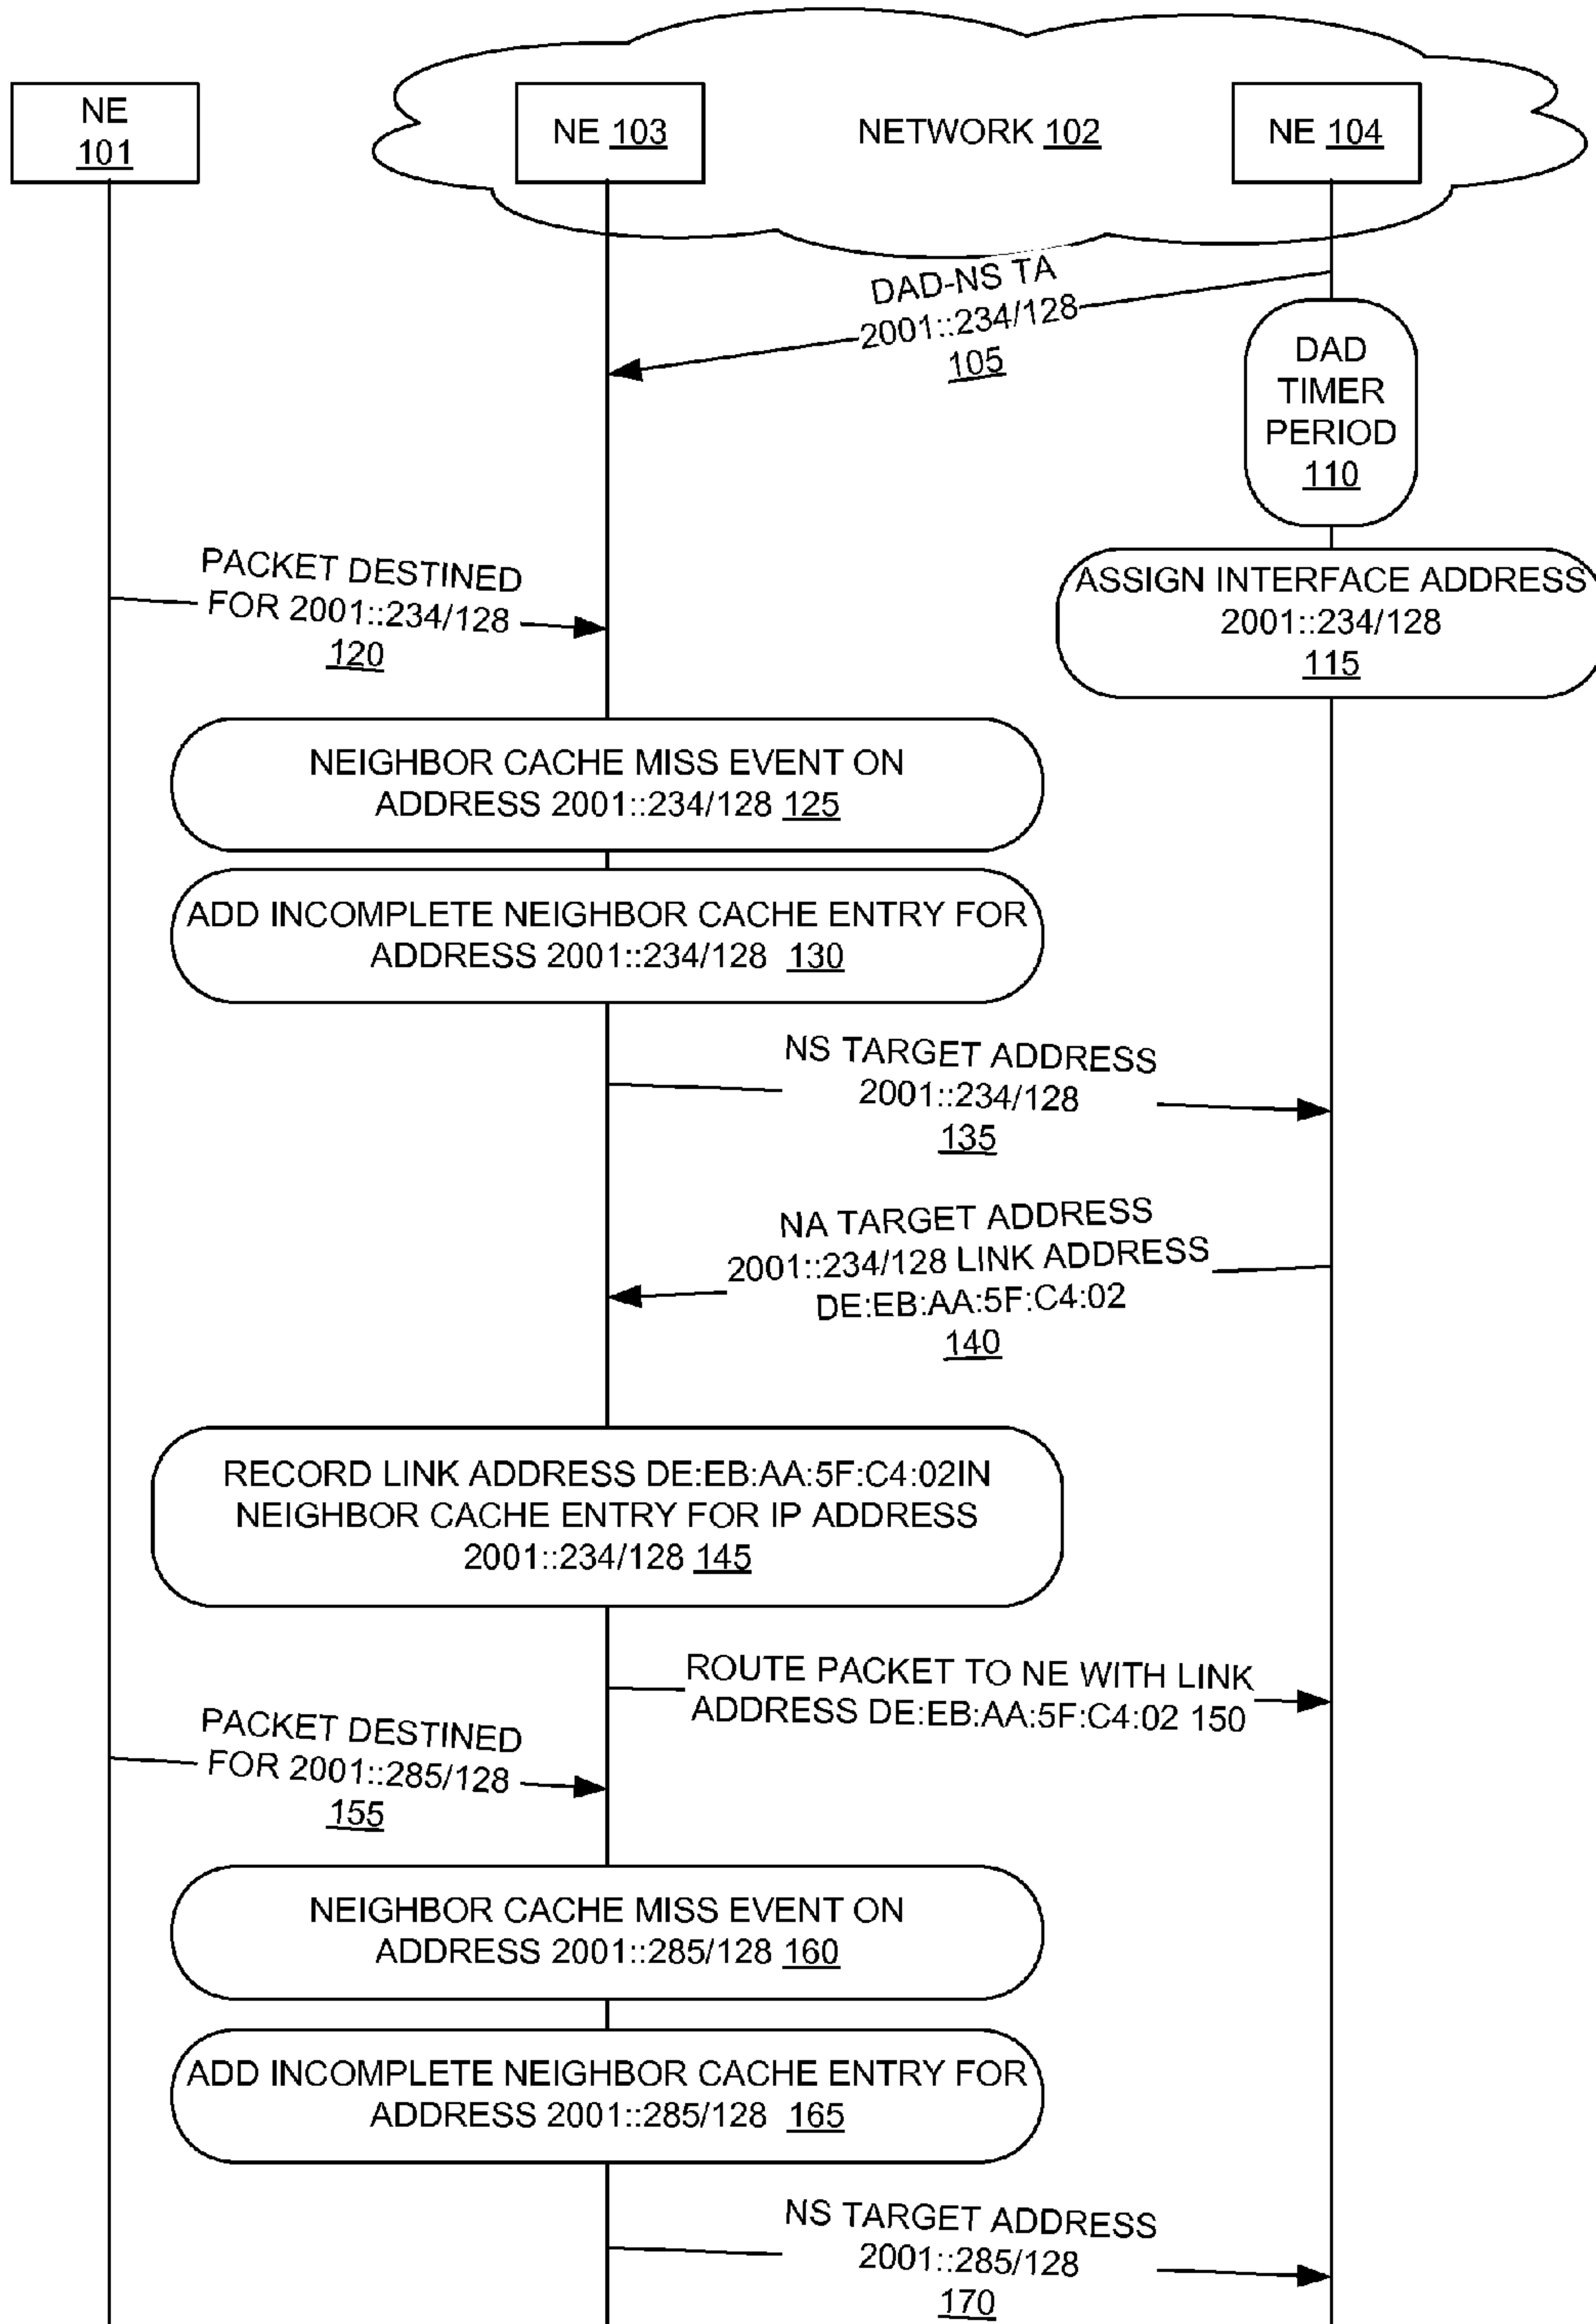 NE
101
NE 103
NETWORK 102
NE 104
DAD-NS TA
2001::234/128
105
DAD
TIMER
PERIOD
110
PACKET DESTINED
FOR 2001::234/128
120
ASSIGN INTERFACE ADDRESS
2001::234/128
115
NEIGHBOR CACHE MISS EVENT ON
ADDRESS 2001::234/128 125
ADD INCOMPLETE NEIGHBOR CACHE ENTRY FOR
ADDRESS 2001::234/128 130
NS TARGET ADDRESS
2001::234/128
135
NA TARGET ADDRESS
2001::234/128 LINK ADDRESS
DE:EB:AA:5F:C4:02
140
RECORD LINK ADDRESS DE:EB:AA:5F:C4:02IN
NEIGHBOR CACHE ENTRY FOR IP ADDRESS
2001::234/128 145
ROUTE PACKET TO NE WITH LINK
ADDRESS DE:EB:AA:5F:C4:02 150
PACKET DESTINED
FOR 2001::285/128
155
NEIGHBOR CACHE MISS EVENT ON
ADDRESS 2001::285/128 160
ADD INCOMPLETE NEIGHBOR CACHE ENTRY FOR
ADDRESS 2001::285/128 165
NS TARGET ADDRESS
2001::285/128
170